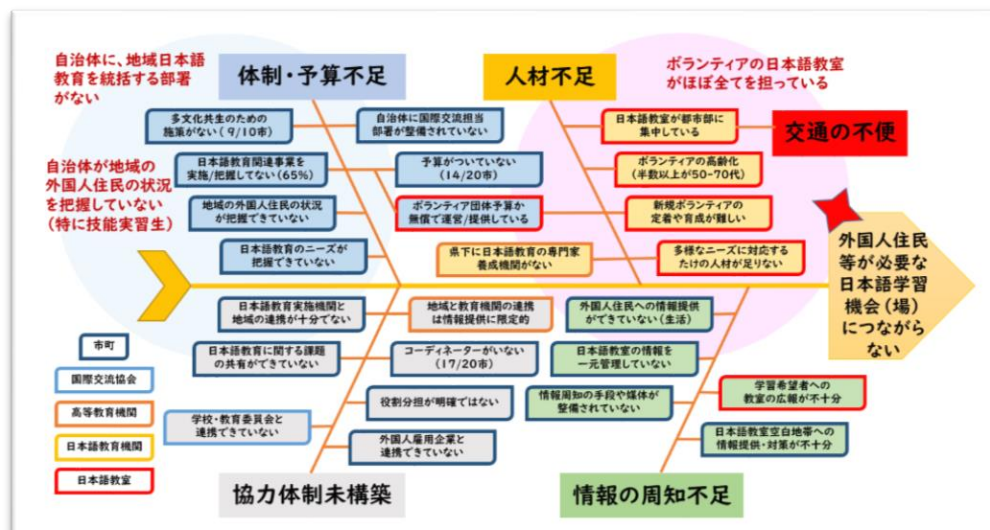 自治体に、地域日本語
教育を統括する部署
がない
体制・予算不足
人材不足
ボランティアの日本語教室
がほぼ全てを担っている
多文化共生のための
施策がない(9/10市)
自治体に国際交流担当
部署が整備されていない
日本語教室が都市部に
集中している
交通の不便
自治体が地域の
外国人住民の状況
を把握していない
(特に技能実習生)
日本語教育関連事業を
実施/把握してない(65%)
予算がついていない
(14/20市)
ボランティアの高齢化
(半数以上が50-70代)
地域の外国人住民の状況
が把握できていない
ボランティア団体予算か
無償で運営/提供している
新規ボランティアの
定着や育成が難しい
日本語教育のニーズが
把握できていない
県下に日本語教育の専門家
養成機関がない
多様なニーズに対応する
だけの人材が足りない
外国人住民
等が必要な
日本語学習
機会(場)
につながら
ない
日本語教育実施機関と
地域の連携が十分でない
地域と教育機関の連携
は情報提供に限定的
外国人住民への情報提供
ができていない(生活)
日本語教育に関する課題
の共有ができていない
コーディネーターがいない
(17/20市)
日本語教室の情報を
一元管理していない
役割分担が明確ではない
情報周知の手段や媒体が
整備されていない
学習希望者への
教室の広報が不十分
学校・教育委員会と
連携できていない
外国人雇用企業と
連携できていない
日本語教室空白地帯への
情報提供・対策が不十分
協力体制未構築
情報の周知不足
市町
国際交流協会
高等教育機関
日本語教育機関
日本語教室